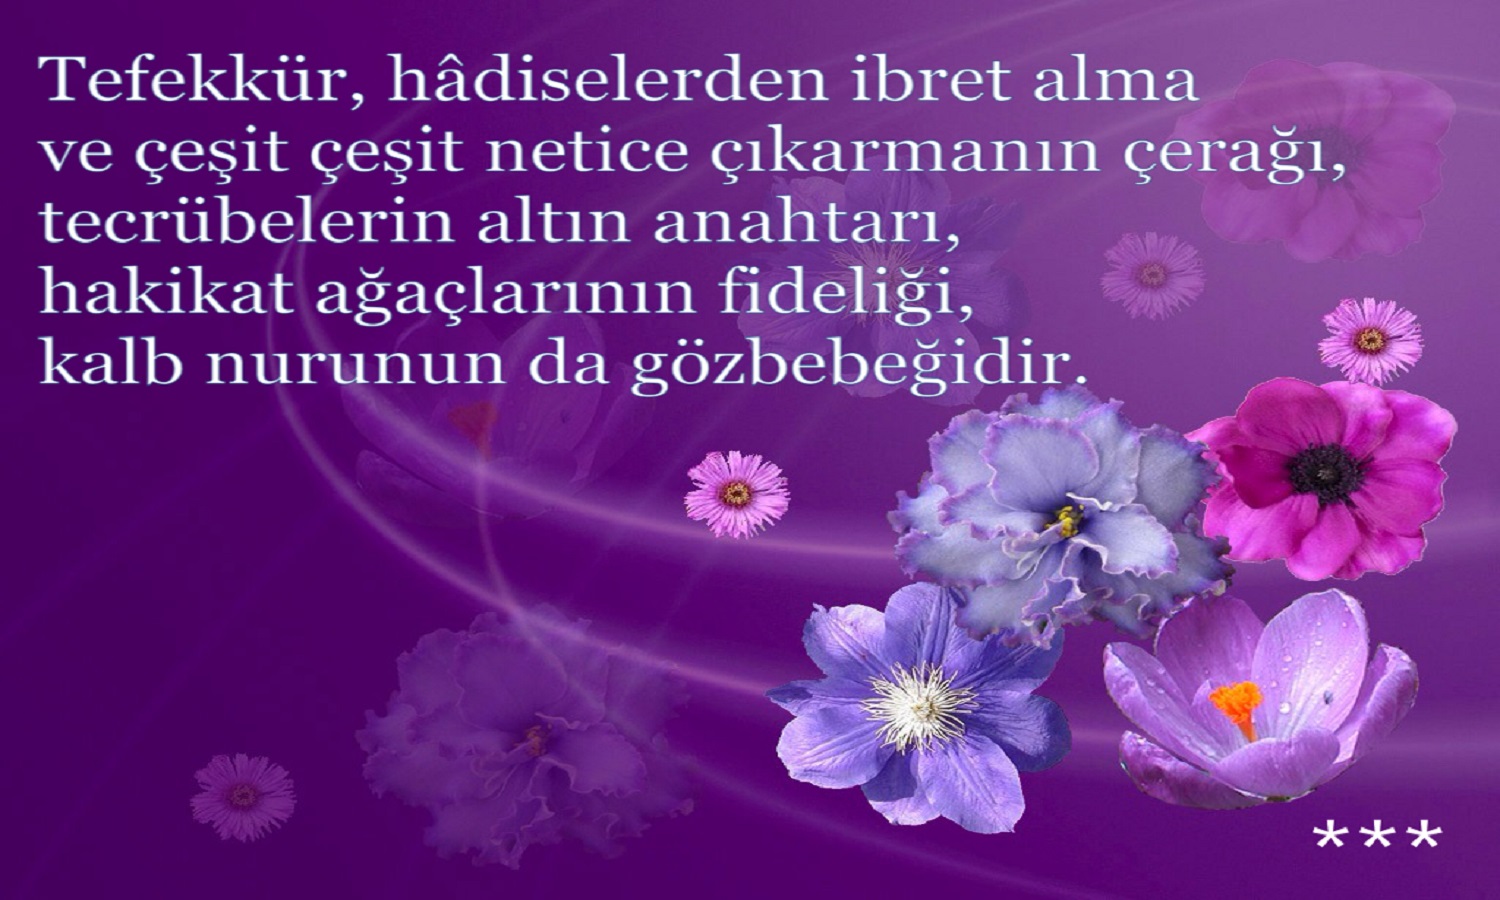 Tefekkür, hâdiselerden ibret alma
ve çeşit çeşit netice çıkarmanın çerağı,
tecrübelerin altın anahtarı,
hakikat ağaçlarının fideliği,
kalb nurunun da gözbebeğidir.
***